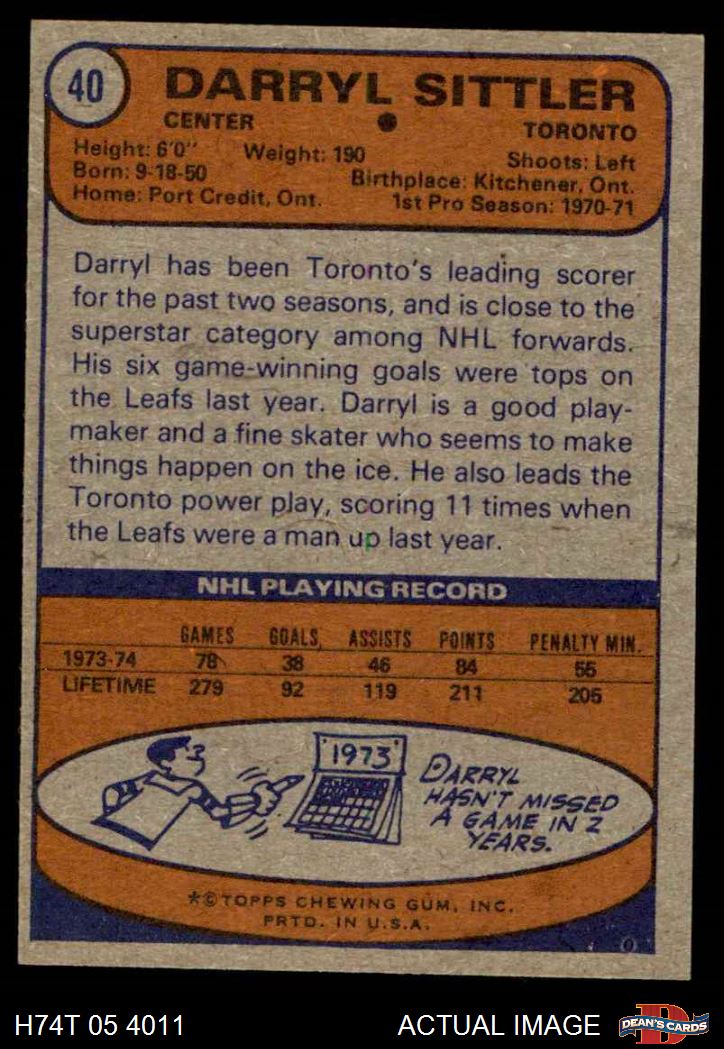 40
DARRYL SITTLER
CENTER ● TORONTO
Height: 6'0" Weight: 190 Shoots: Left
Born: 9-18-50 Birthplace: Kitchener, Ont.
Home: Port Credit, Ont. 1st Pro Season: 1970-71
Darryl has been Toronto's leading scorer
for the past two seasons, and is close to the
superstar category among NHL forwards.
His six game-winning goals were tops on
the Leafs last year. Darryl is a good play-
maker and a fine skater who seems to make
things happen on the ice. He also leads the
Toronto power play, scoring 11 times when
the Leafs were a man up last year.
NHL PLAYING RECORD
GAMES GOALS ASSISTS POINTS PENALTY MIN.
1973-74 78 38 46 84 55
LIFETIME 279 92 119 211 205
1973
DARRYL
HASN'T MISSED
A GAME IN 2
YEARS.
*©TOPPS CHEWING GUM, INC.
PRTD. IN U.S.A.
H74T 05 4011 ACTUAL IMAGE
D
DEAN'S CARDS